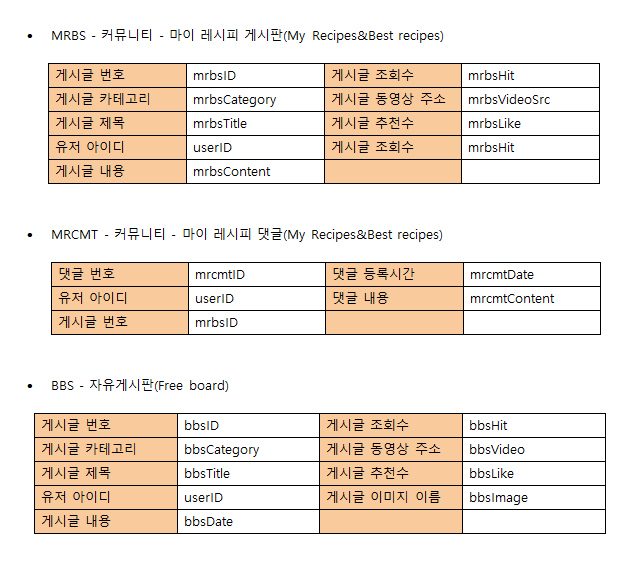 • MRBS - 커뮤니티 - 마이 레시피 게시판(My Recipes&Best recipes)
게시글 번호 mrbsID 게시글 조회수 mrbsHit
게시글 카테고리 mrbsCategory 게시글 동영상 주소 mrbsVideoSrc
게시글 제목 mrbsTitle 게시글 추천수 mrbsLike
유저 아이디 userID 게시글 조회수 mrbsHit
게시글 내용 mrbsContent
• MRCMT - 커뮤니티 - 마이 레시피 댓글(My Recipes&Best recipes)
댓글 번호 mrcmtID 댓글 등록시간 mrcmtDate
유저 아이디 userID 댓글 내용 mrcmtContent
게시글 번호 mrbsID
• BBS - 자유게시판(Free board)
게시글 번호 bbsID 게시글 조회수 bbsHit
게시글 카테고리 bbsCategory 게시글 동영상 주소 bbsVideo
게시글 제목 bbsTitle 게시글 추천수 bbsLike
유저 아이디 userID 게시글 이미지 이름 bbsImage
게시글 내용 bbsDate